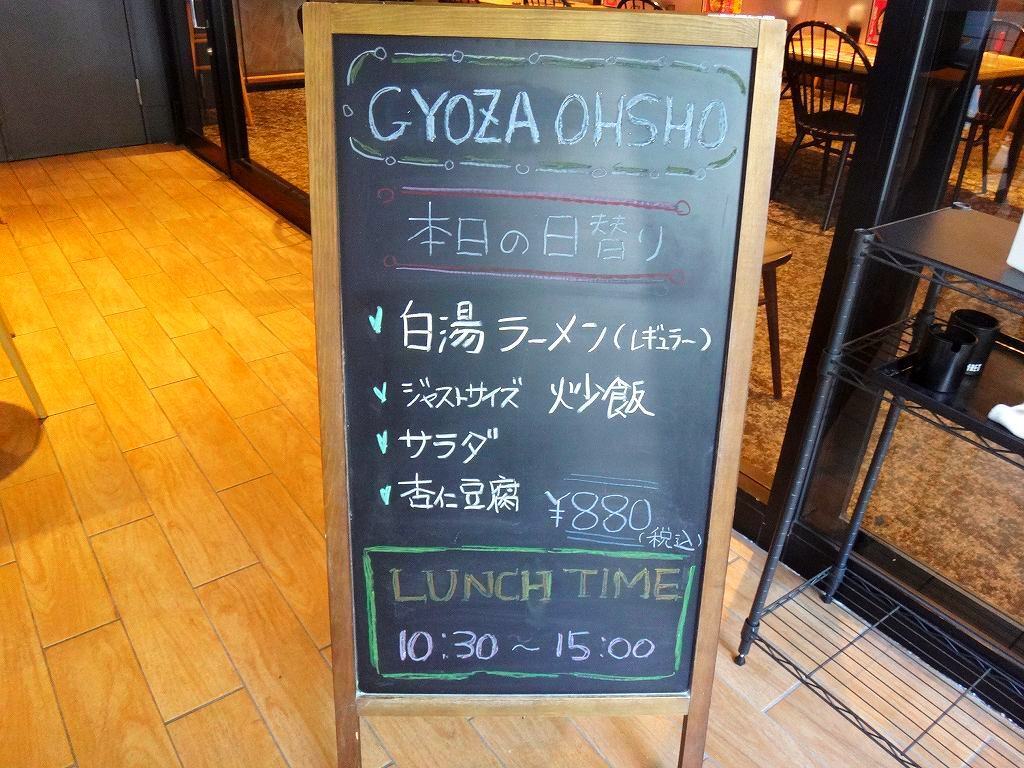 GYOZA OHSHO
本日の日替り
白湯ラーメン(レギュラー)
ジャストサイズ 炒飯
サラダ
杏仁豆腐
¥880
(税込)
LUNCH TIME
10:30~15:00